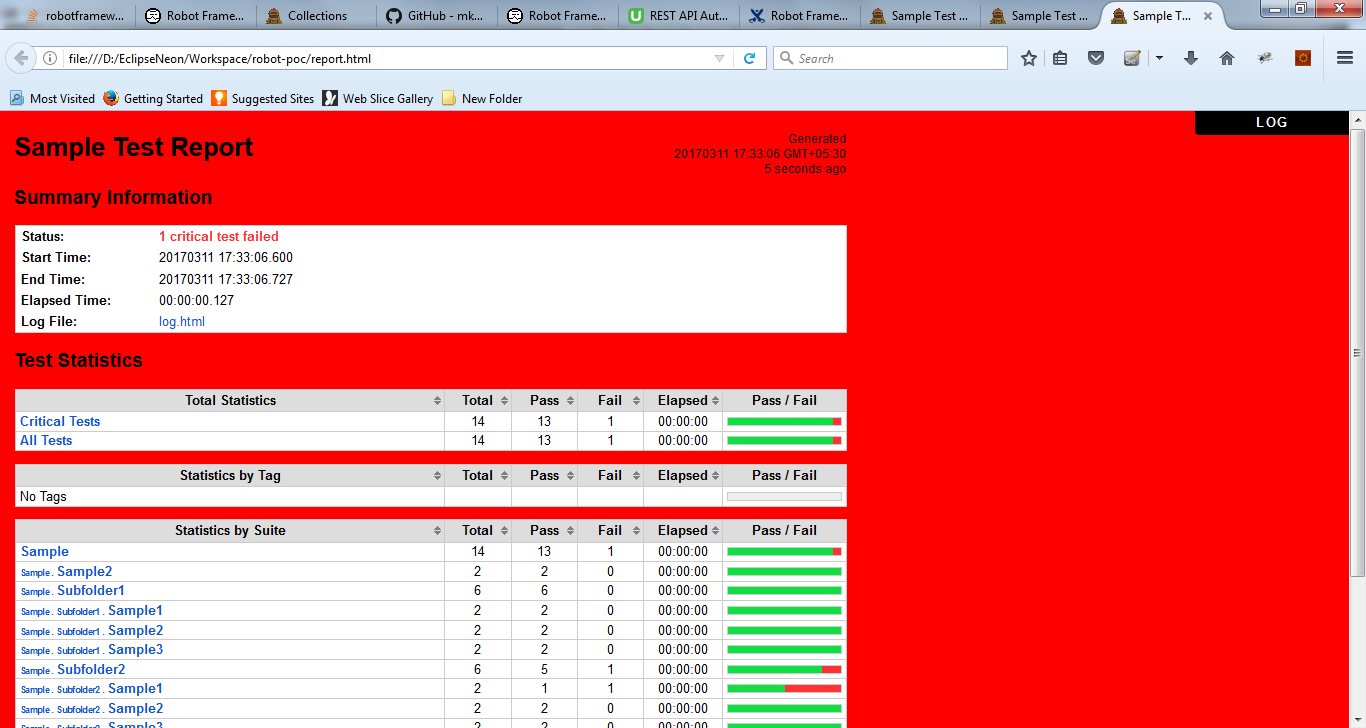 robotframew...
Robot Frame...
Collections
GitHub - mk...
Robot Frame...
REST API Aut...
Robot Frame...
Sample Test ...
Sample Test ...
Sample T...
file:///D:/EclipseNeon/Workspace/robot-poc/report.html
Search
Most Visited Getting Started Suggested Sites Web Slice Gallery New Folder
LOG
Sample Test Report
Generated
20170311 17:33:06 GMT+05:30
5 seconds ago
Summary Information
Status: 1 critical test failed
Start Time: 20170311 17:33:06.600
End Time: 20170311 17:33:06.727
Elapsed Time: 00:00:00.127
Log File: log.html
Test Statistics
Total Statistics Total Pass Fail Elapsed Pass / Fail
Critical Tests 14 13 1 00:00:00
All Tests 14 13 1 00:00:00
Statistics by Tag Total Pass Fail Elapsed Pass / Fail
No Tags
Statistics by Suite Total Pass Fail Elapsed Pass / Fail
Sample 14 13 1 00:00:00
Sample . Sample2 2 2 0 00:00:00
Sample . Subfolder1 6 6 0 00:00:00
Sample . Subfolder1 . Sample1 2 2 0 00:00:00
Sample . Subfolder1 . Sample2 2 2 0 00:00:00
Sample . Subfolder1 . Sample3 2 2 0 00:00:00
Sample . Subfolder2 6 5 1 00:00:00
Sample . Subfolder2 . Sample1 2 1 1 00:00:00
Sample . Subfolder2 . Sample2 2 2 0 00:00:00
Sample . Subfolder2 . Sample3 2 2 0 00:00:00